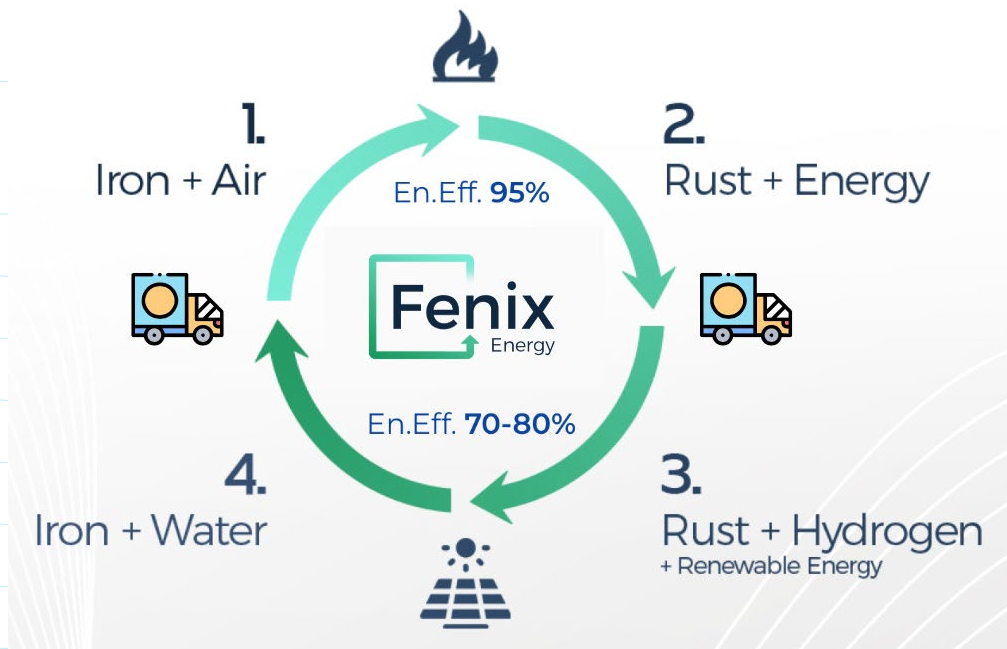 1.
Iron + Air
2.
Rust + Energy
En.Eff. 95%
Fenix
Energy
En.Eff. 70-80%
4.
Iron + Water
3.
Rust + Hydrogen
+ Renewable Energy